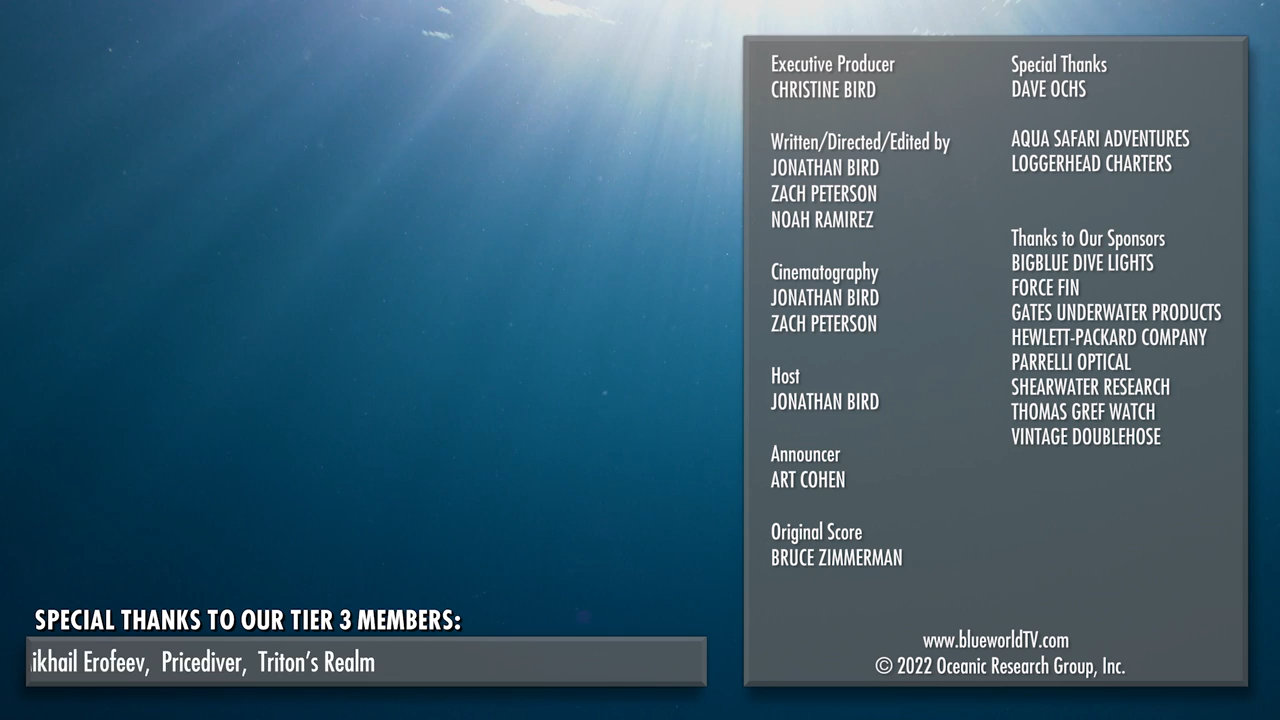 Executive Producer
CHRISTINE BIRD
Written/Directed/Edited by
JONATHAN BIRD
ZACH PETERSON
NOAH RAMIREZ
Cinematography
JONATHAN BIRD
ZACH PETERSON
Host
JONATHAN BIRD
Announcer
ART COHEN
Original Score
BRUCE ZIMMERMAN
Special Thanks
DAVE OCHS
AQUA SAFARI ADVENTURES
LOGGERHEAD CHARTERS
Thanks to Our Sponsors
BIGBLUE DIVE LIGHTS
FORCE FIN
GATES UNDERWATER PRODUCTS
HEWLETT-PACKARD COMPANY
PARRELLI OPTICAL
SHEARWATER RESEARCH
THOMAS GREF WATCH
VINTAGE DOUBLEHOSE
www.blueworldTV.com
© 2022 Oceanic Research Group, Inc.
SPECIAL THANKS TO OUR TIER 3 MEMBERS:
ikhail Erofeev, Pricediver, Triton's Realm